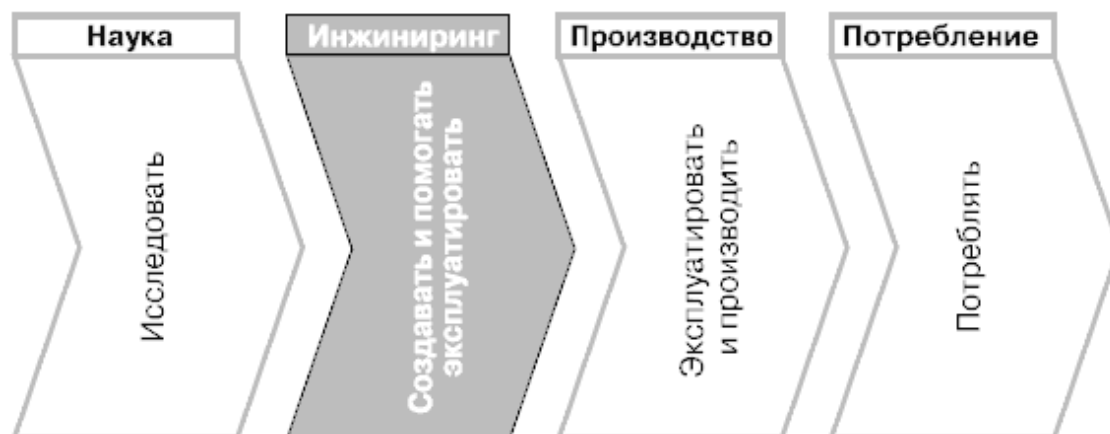 Наука
Инжиниринг
Производство
Потребление
Исследовать
Создавать и помогать
эксплуатировать
Эксплуатировать
и производить
Потреблять